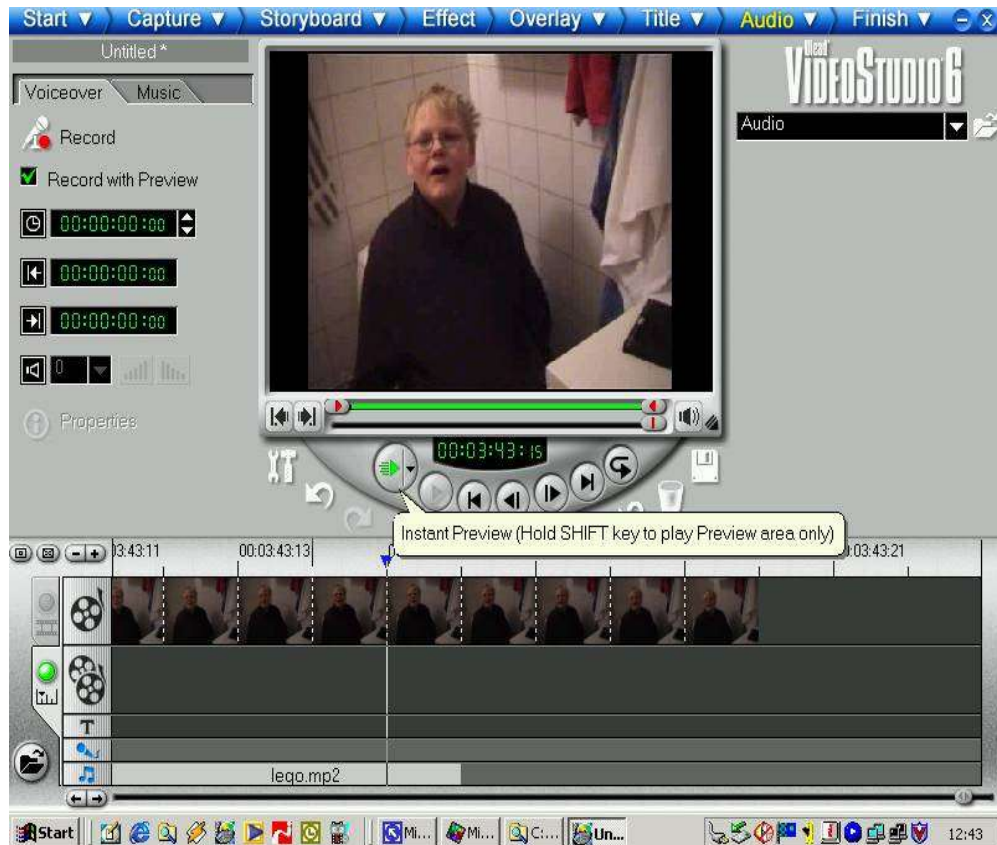 Start ▼ Capture ▼ Storyboard ▼ Effect Overlay ▼ Title ▼ Audio ▼ Finish ▼
Untitled *
Ulead
VIDEOSTUDIO 6
Voiceover Music
Audio
Record
Record with Preview
00:00:00:00
00:00:00:00
00:00:00:00
0
Properties
00:03:43:15
Instant Preview (Hold SHIFT key to play Preview area only)
3:43:11 00:03:43:13 :03:43:21
T
lego.mp2
Start Mi... Mi... C:... Un... 12:43